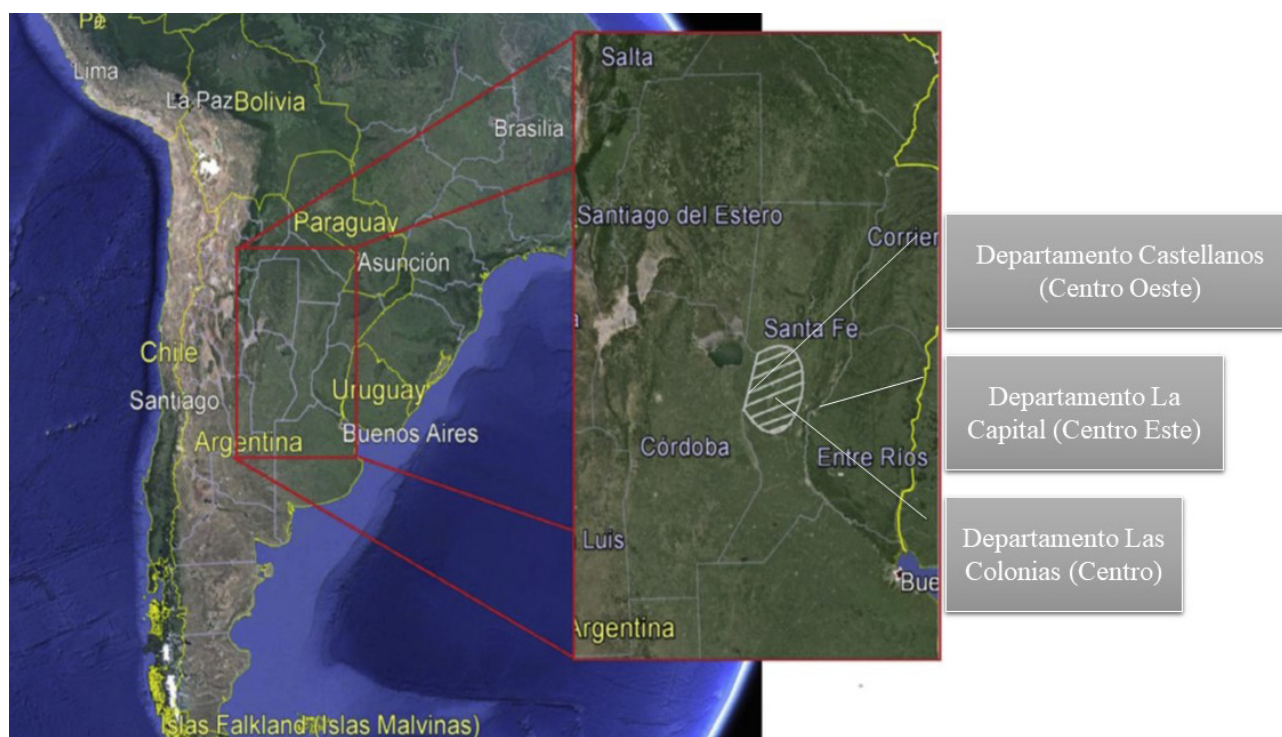 Lima
La Paz
Bolivia
Brasilia
Paraguay
Asunción
Chile
Santiago
Uruguay
Buenos Aires
Argentina
Islas Falkland (Islas Malvinas)
Salta
Santiago del Estero
Corrier
Santa Fe
Córdoba
Entre Ríos
Luis
Bue
Argentina
Departamento Castellanos
(Centro Oeste)
Departamento La
Capital (Centro Este)
Departamento Las
Colonias (Centro)